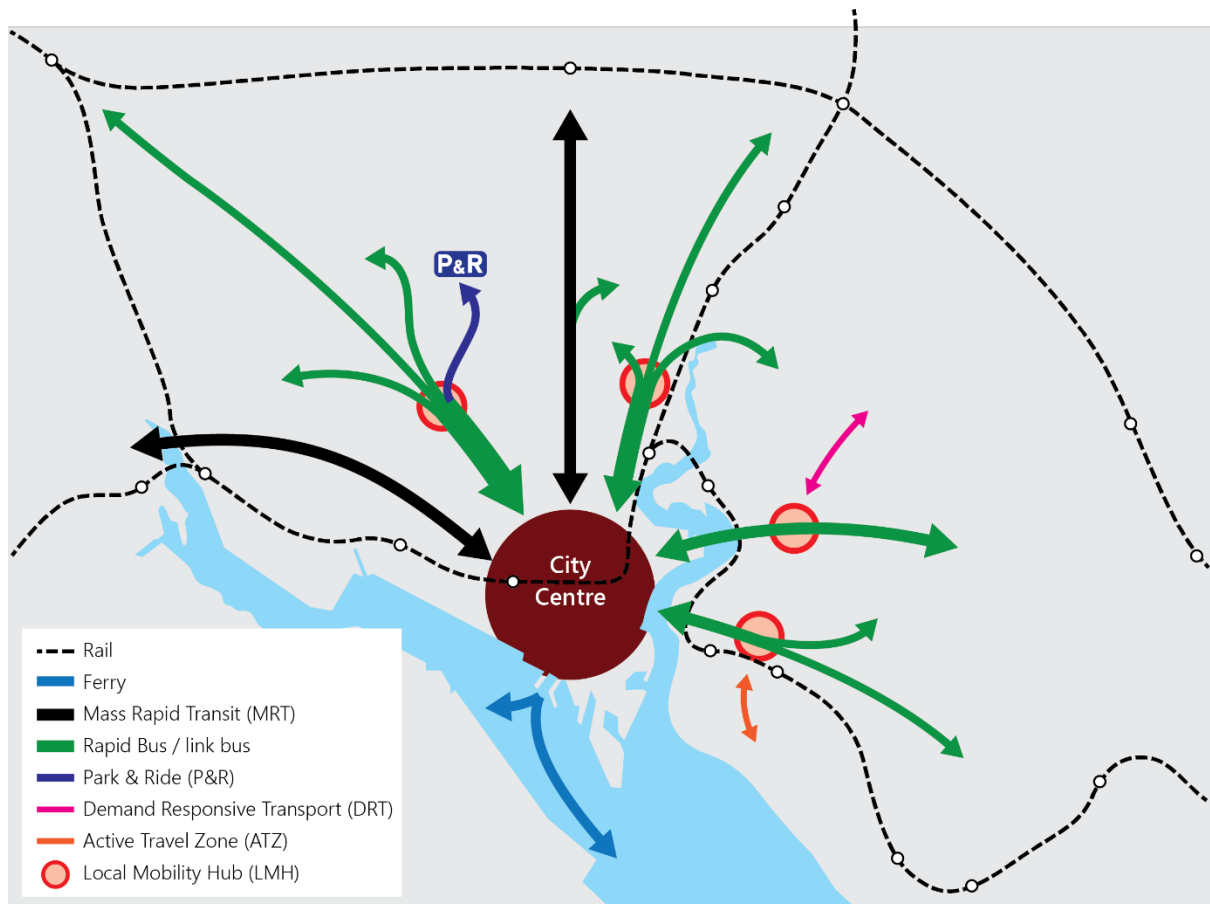 P&R
City
Centre
Rail
Ferry
Mass Rapid Transit (MRT)
Rapid Bus / link bus
Park & Ride (P&R)
Demand Responsive Transport (DRT)
Active Travel Zone (ATZ)
Local Mobility Hub (LMH)